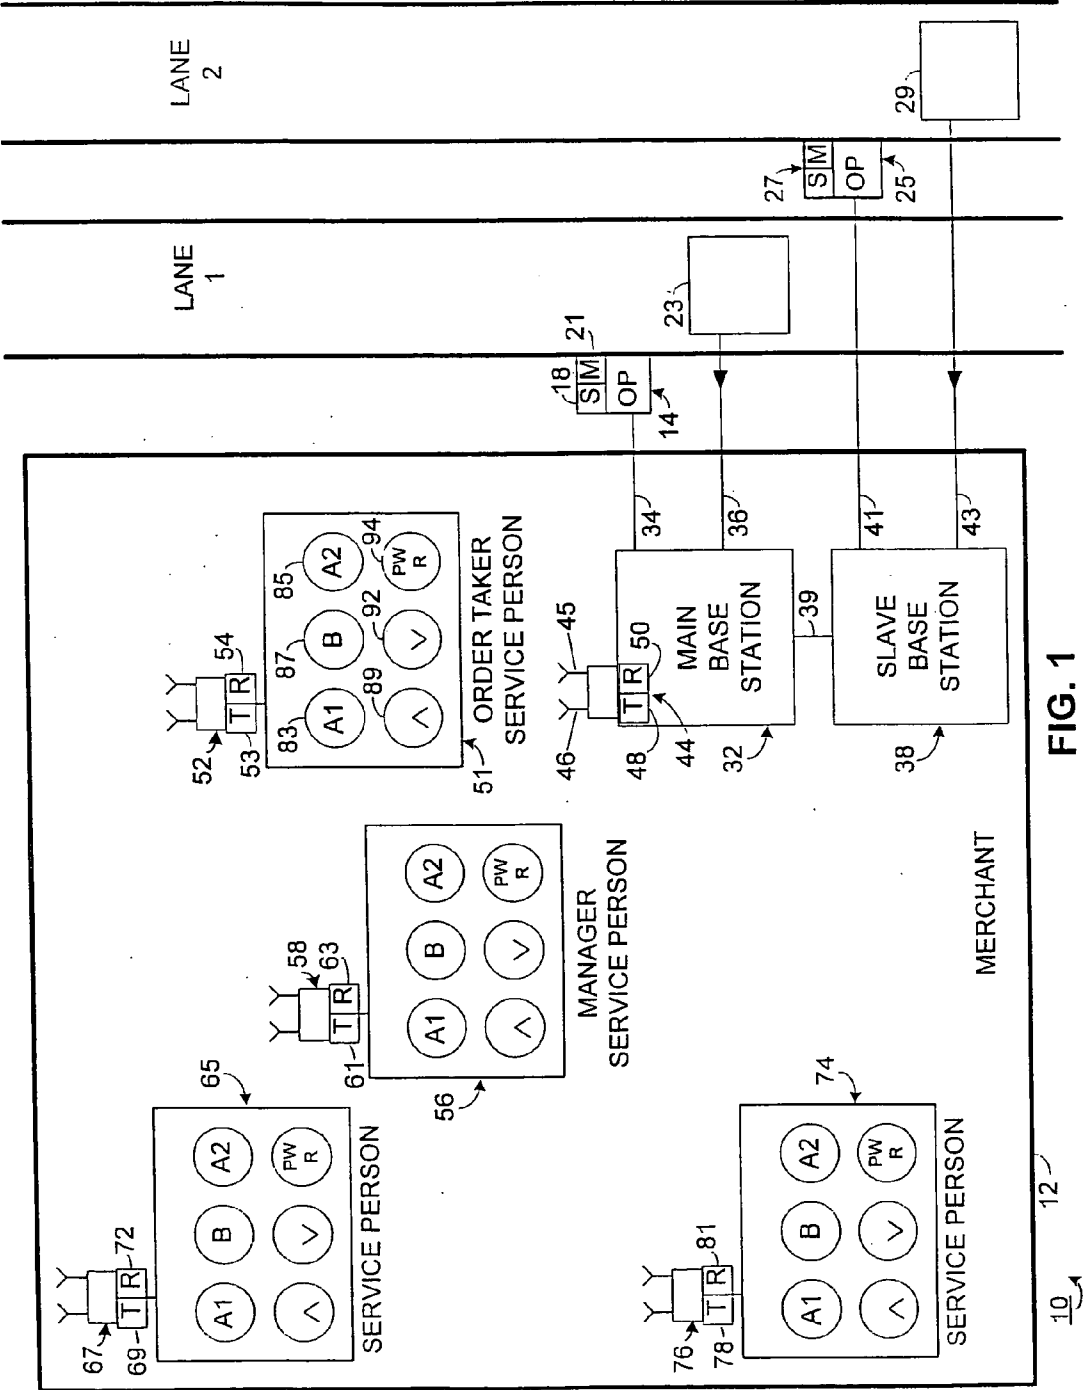 LANE
2
29
27
S M
OP
25
LANE
1
23
18
21
S M
OP
14
34
36
41
43
52
53
T R
54
83
A1
87
B
85
A2
89
<
92
>
94
PW
R
51
ORDER TAKER
SERVICE PERSON
46
45
T R
48
44
50
MAIN
BASE
STATION
32
39
SLAVE
BASE
STATION
38
58
T R
61
63
A1
B
A2
<
>
PW
R
56
MANAGER
SERVICE PERSON
67
69
T R
72
65
A1
B
A2
<
>
PW
R
SERVICE PERSON
76
78
T R
81
74
A1
B
A2
<
>
PW
R
SERVICE PERSON
MERCHANT
12
10
FIG. 1